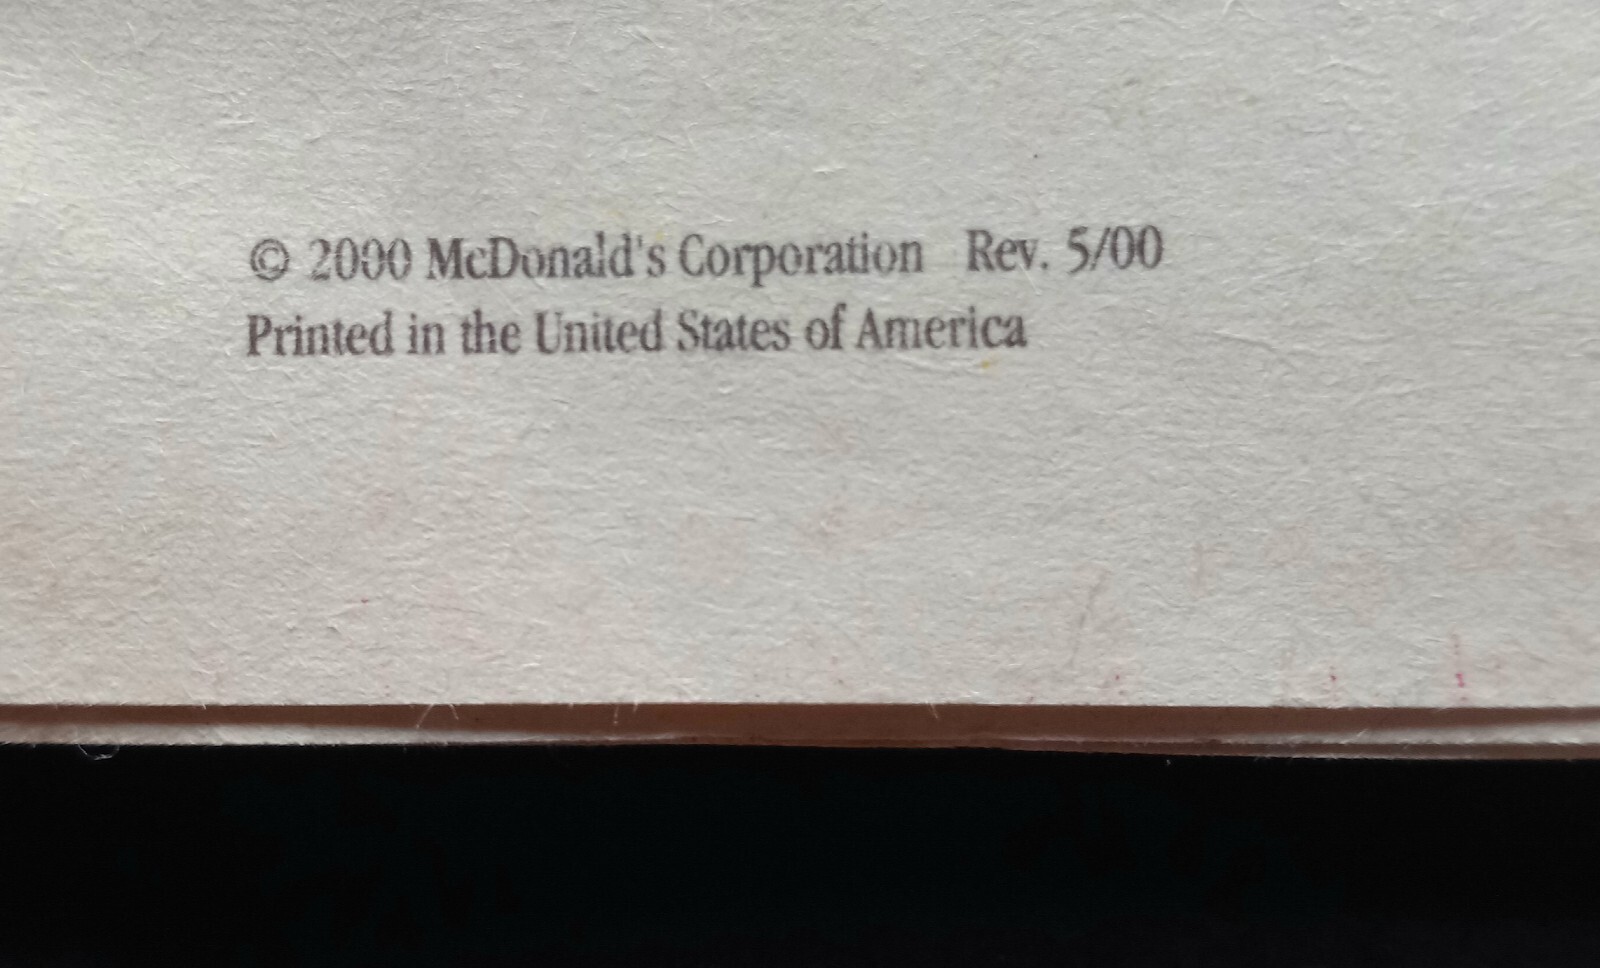 © 2000 McDonald's Corporation Rev. 5/00
Printed in the United States of America